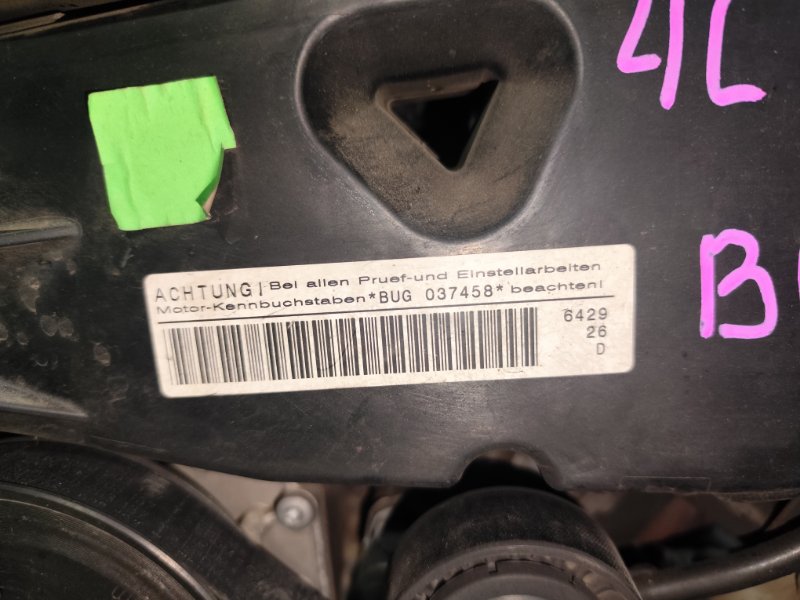 4L
B
ACHTUNG! Bei allen Pruef-und Einstellarbeiten
Motor-Kennbuchstaben*BUG 037458* beachten!
6429
26
D